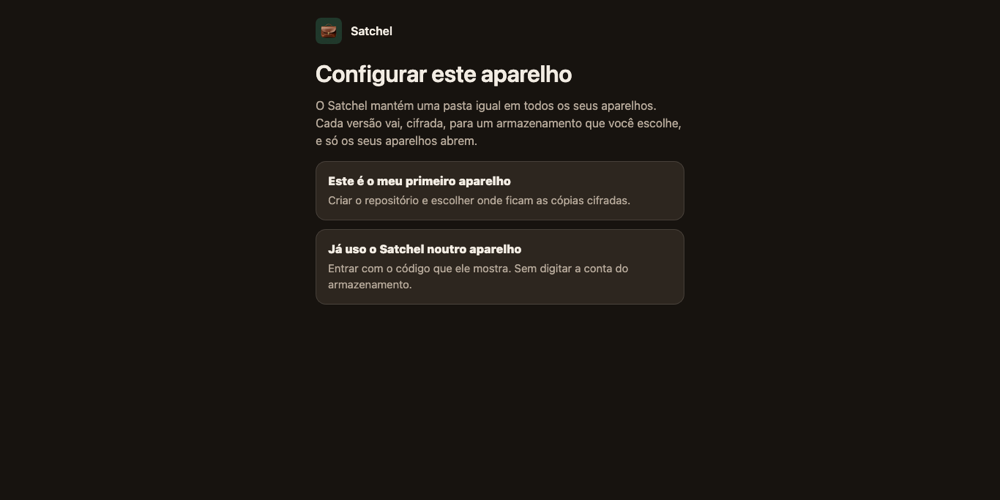 Satchel
Configurar este aparelho
O Satchel mantém uma pasta igual em todos os seus aparelhos.
Cada versão vai, cifrada, para um armazenamento que você escolhe,
e só os seus aparelhos abrem.
Este é o meu primeiro aparelho
Criar o repositório e escolher onde ficam as cópias cifradas.
Já uso o Satchel noutro aparelho
Entrar com o código que ele mostra. Sem digitar a conta do
armazenamento.